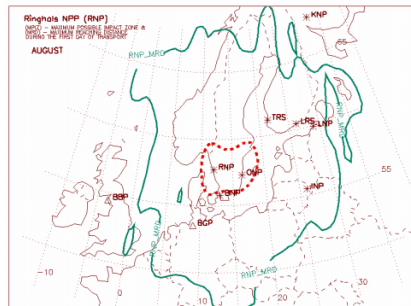 Ringhals NPP (RNP)
(MPIZ) - MAXIMUM POSSIBLE IMPACT ZONE &
(MRD) - MAXIMUM REACHING DISTANCE
DURING THE FIRST DAY OF TRANSPORT
AUGUST
KNP
65
RNP_MRD
RNP_MRD
TRS
LRS
LNP
RNP
ONP
55
INP
BNP
BBP
BGP
RNP_MRD
RNP_MRD
-10
0
10
20
30